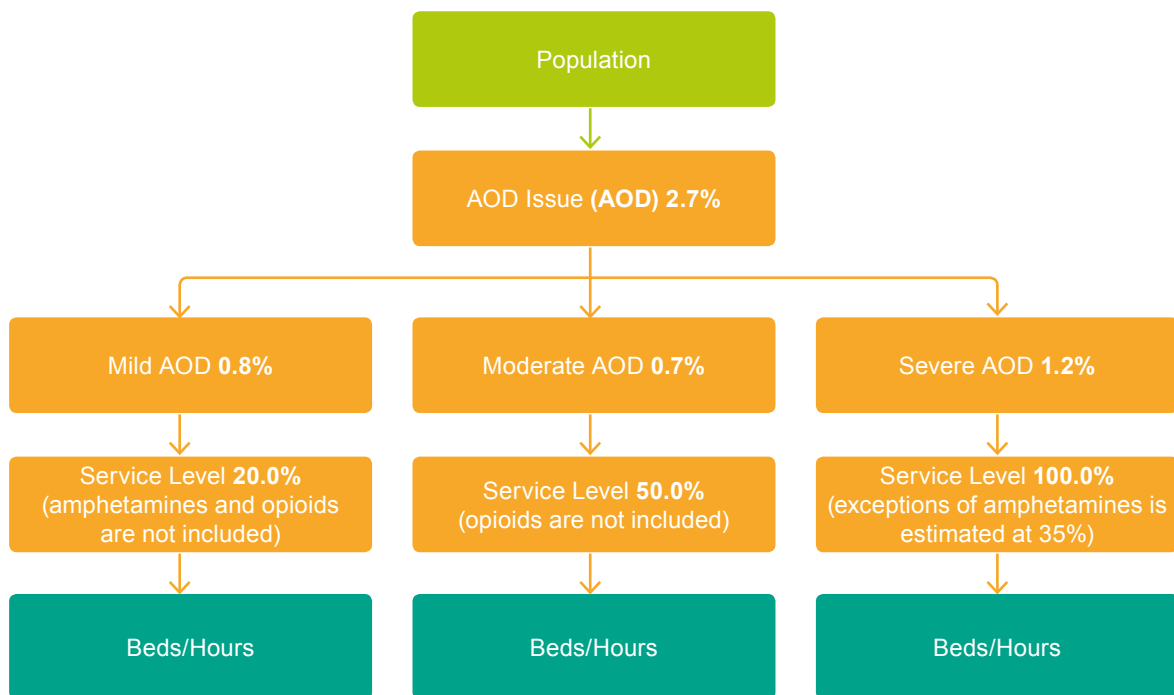 Population
AOD Issue (AOD) 2.7%
Mild AOD 0.8%
Moderate AOD 0.7%
Severe AOD 1.2%
Service Level 20.0%
(amphetamines and opioids
are not included)
Service Level 50.0%
(opioids are not included)
Service Level 100.0%
(exceptions of amphetamines is
estimated at 35%)
Beds/Hours
Beds/Hours
Beds/Hours